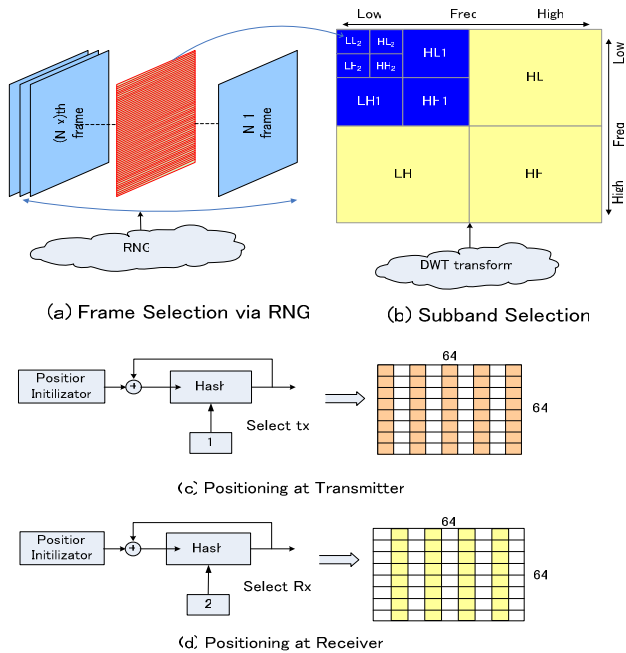 Low Freq High
(N x)th
frame
N 1
frame
LL2 HL2
LH2 HH2
HL1
LH1 HH1
HL
LH HH
Low
Freq
High
RNG
DWT transform
(a) Frame Selection via RNG
(b) Subband Selection
Position
Initilizator
+
Hash
Select tx
1
64
64
(c) Positioning at Transmitter
Position
Initilizator
+
Hash
Select Rx
2
64
64
(d) Positioning at Receiver